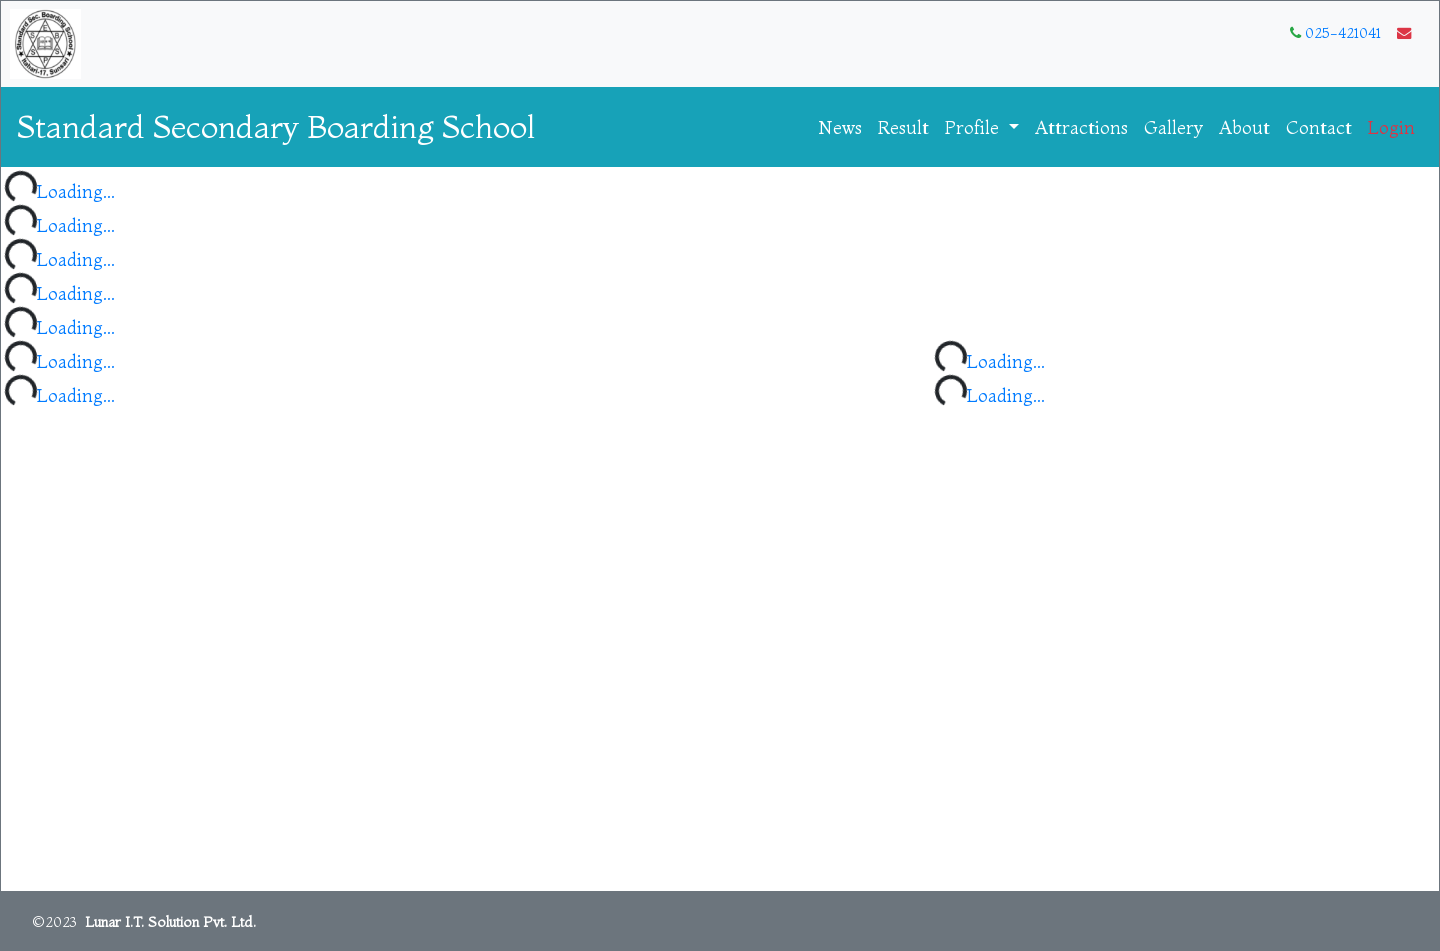 Standard Sec. Boarding School
S E B S S P
Itahari-17, Sunsari
025-421041
Standard Secondary Boarding School
News Result Profile Attractions Gallery About Contact Login
Loading...
Loading...
Loading...
Loading...
Loading...
Loading... Loading...
Loading... Loading...
©2023 Lunar I.T. Solution Pvt. Ltd.